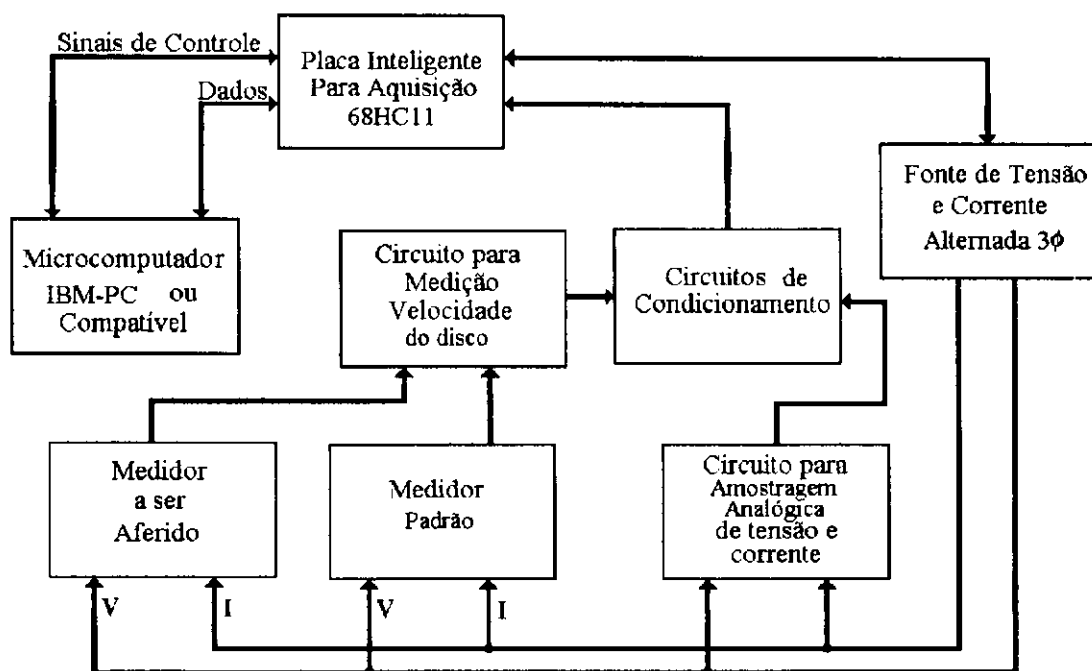 Sinais de Controle
Dados
Placa Inteligente
Para Aquisição
68HC11
Fonte de Tensão
e Corrente
Alternada 3ϕ
Microcomputador
IBM-PC ou
Compatível
Circuito para
Medição
Velocidade
do disco
Circuitos de
Condicionamento
Medidor
a ser
Aferido
Medidor
Padrão
Circuito para
Amostragem
Analógica
de tensão e
corrente
V
I
V
I